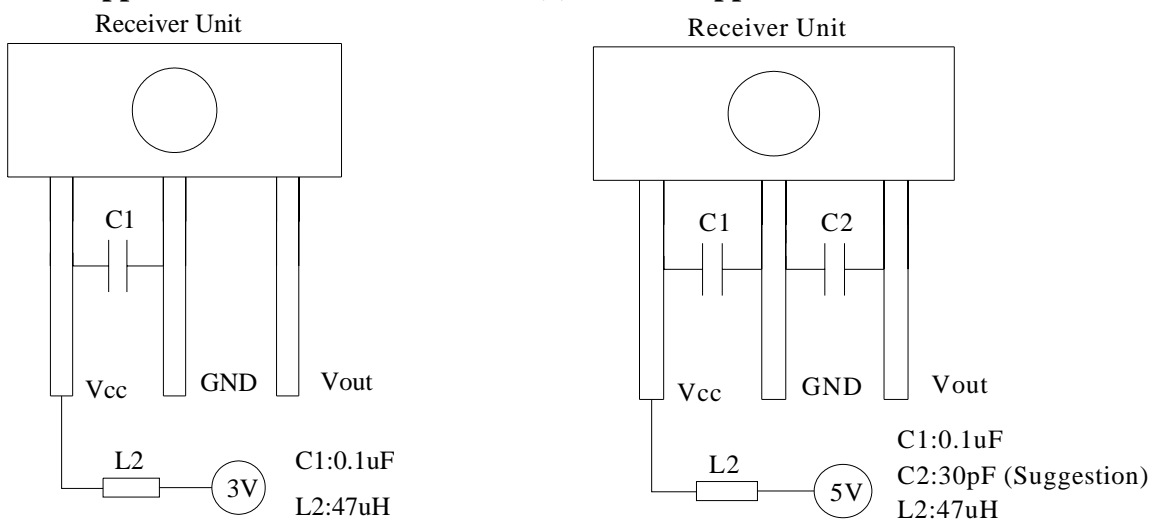 Receiver Unit
C1
Vcc
GND
Vout
L2
3V
C1:0.1uF
L2:47uH
Receiver Unit
C1
C2
Vcc
GND
Vout
L2
5V
C1:0.1uF
C2:30pF (Suggestion)
L2:47uH